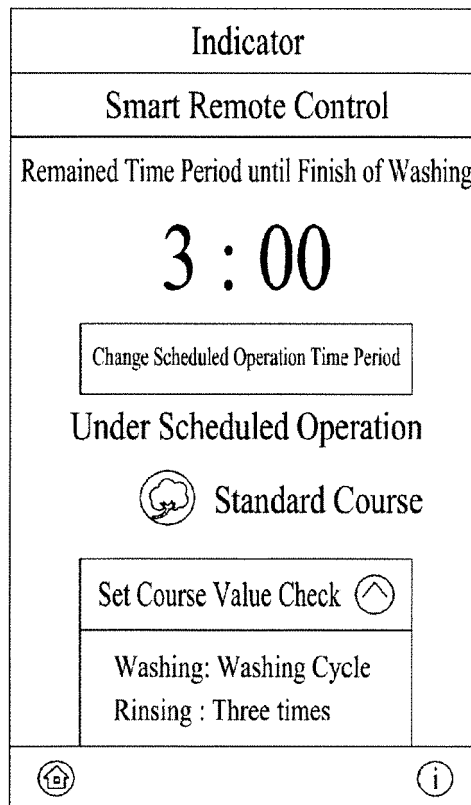 Indicator
Smart Remote Control
Remained Time Period until Finish of Washing
3 : 00
Change Scheduled Operation Time Period
Under Scheduled Operation
Standard Course
Set Course Value Check
Washing: Washing Cycle
Rinsing : Three times
i